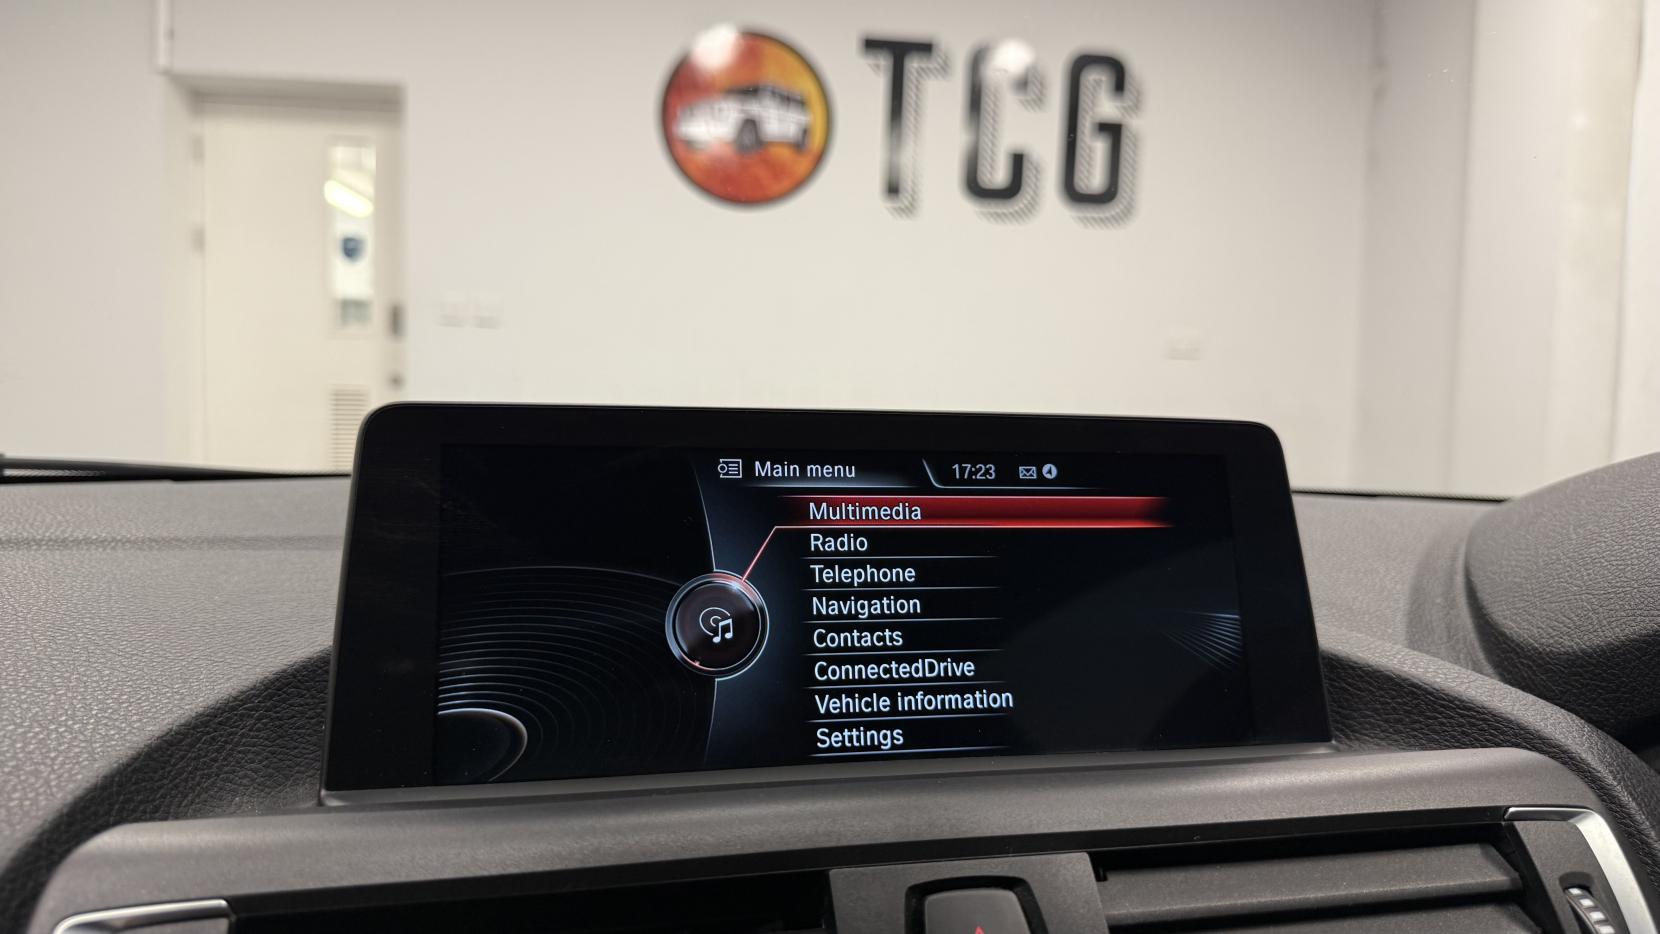 TCG
Main menu 17:23
Multimedia
Radio
Telephone
Navigation
Contacts
ConnectedDrive
Vehicle information
Settings